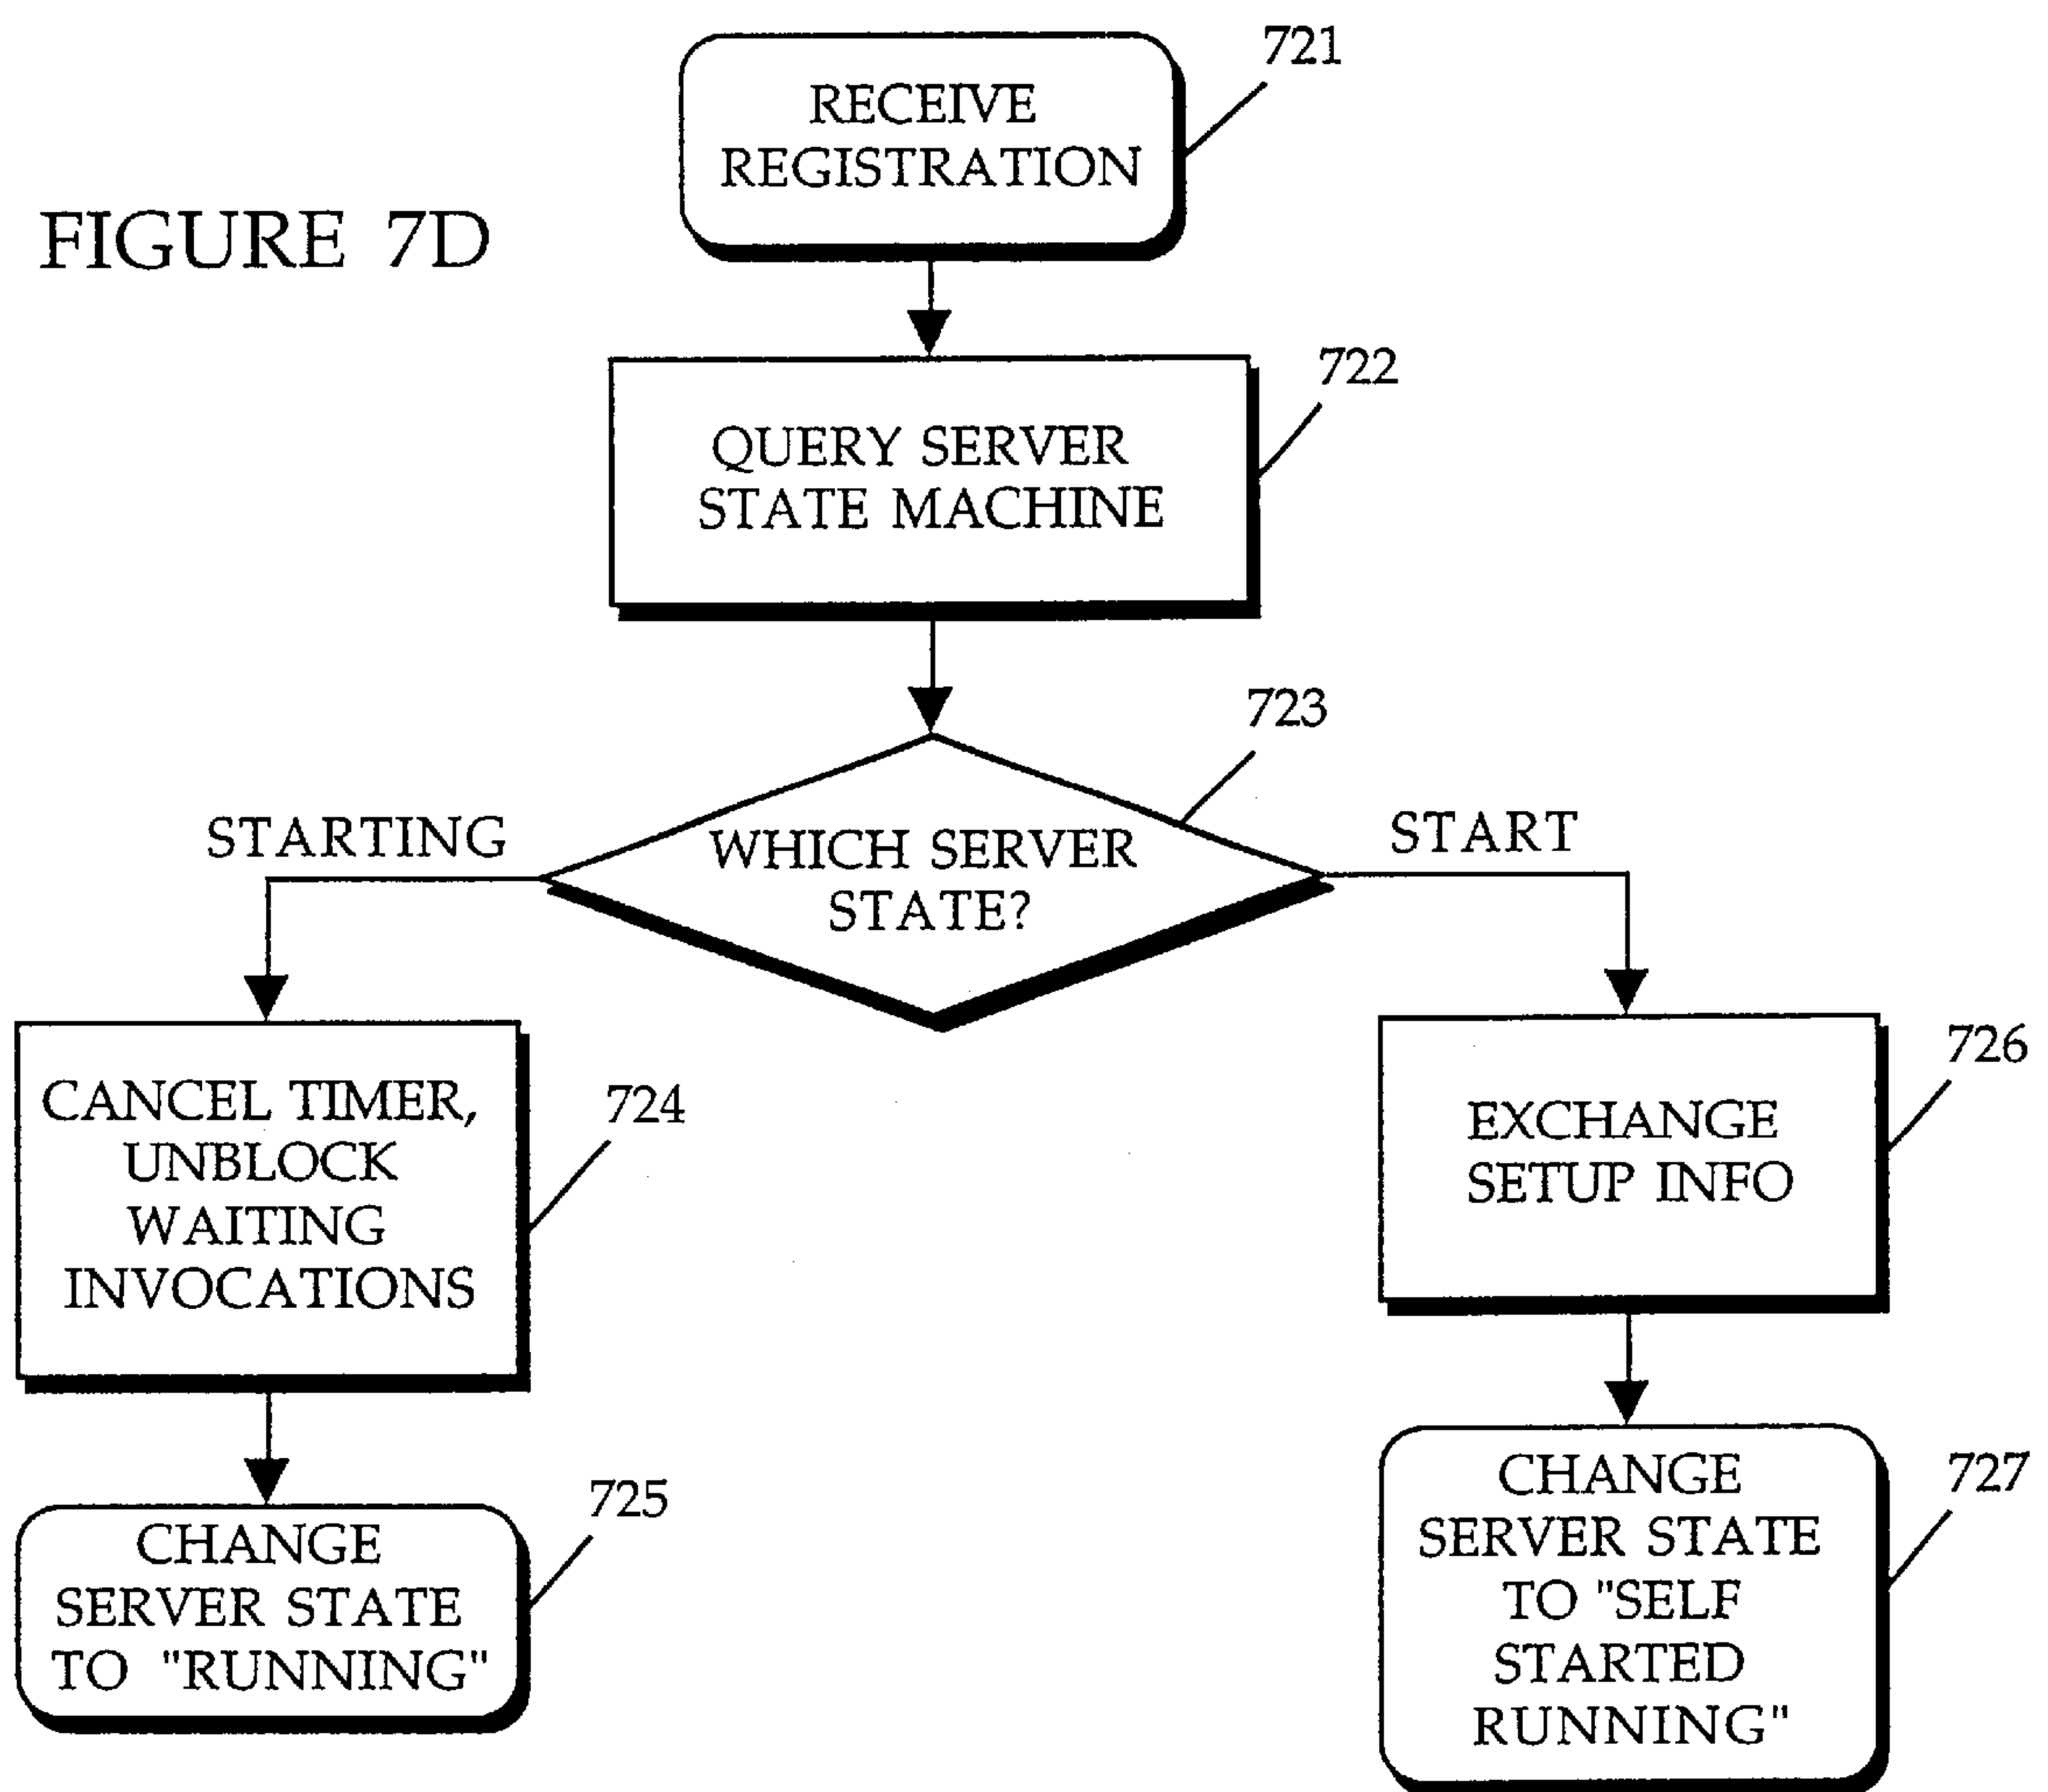 FIGURE 7D
721
RECEIVE
REGISTRATION
722
QUERY SERVER
STATE MACHINE
723
WHICH SERVER
STATE?
STARTING
START
724
CANCEL TIMER,
UNBLOCK
WAITING
INVOCATIONS
725
CHANGE
SERVER STATE
TO "RUNNING"
726
EXCHANGE
SETUP INFO
727
CHANGE
SERVER STATE
TO "SELF
STARTED
RUNNING"